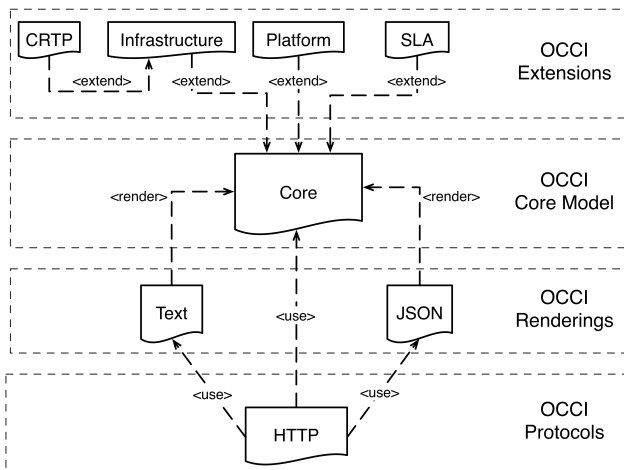 CRTP
Infrastructure
Platform
SLA
OCCI
Extensions
<extend>
<extend>
<extend>
<extend>
Core
OCCI
Core Model
<render>
<render>
Text
<use>
JSON
OCCI
Renderings
<use>
<use>
HTTP
OCCI
Protocols